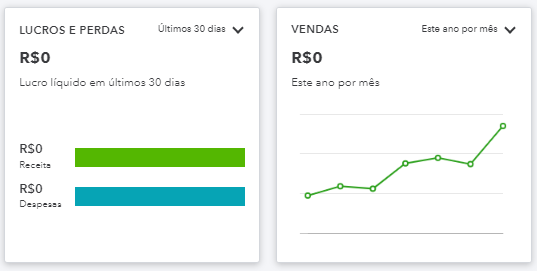 LUCROS E PERDAS
Últimos 30 dias
R$0
Lucro líquido em últimos 30 dias
R$0
Receita
R$0
Despesas
VENDAS
Este ano por mês
R$0
Este ano por mês